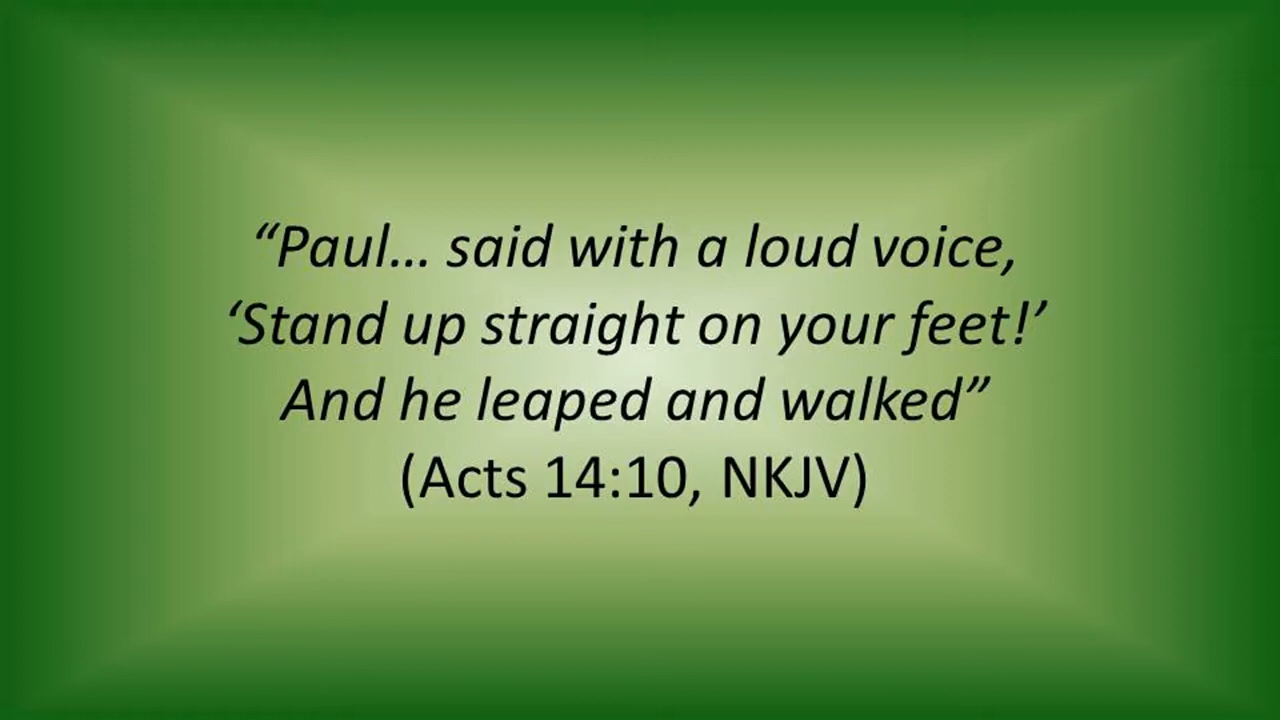 “Paul… said with a loud voice,
‘Stand up straight on your feet!’
And he leaped and walked”
(Acts 14:10, NKJV)